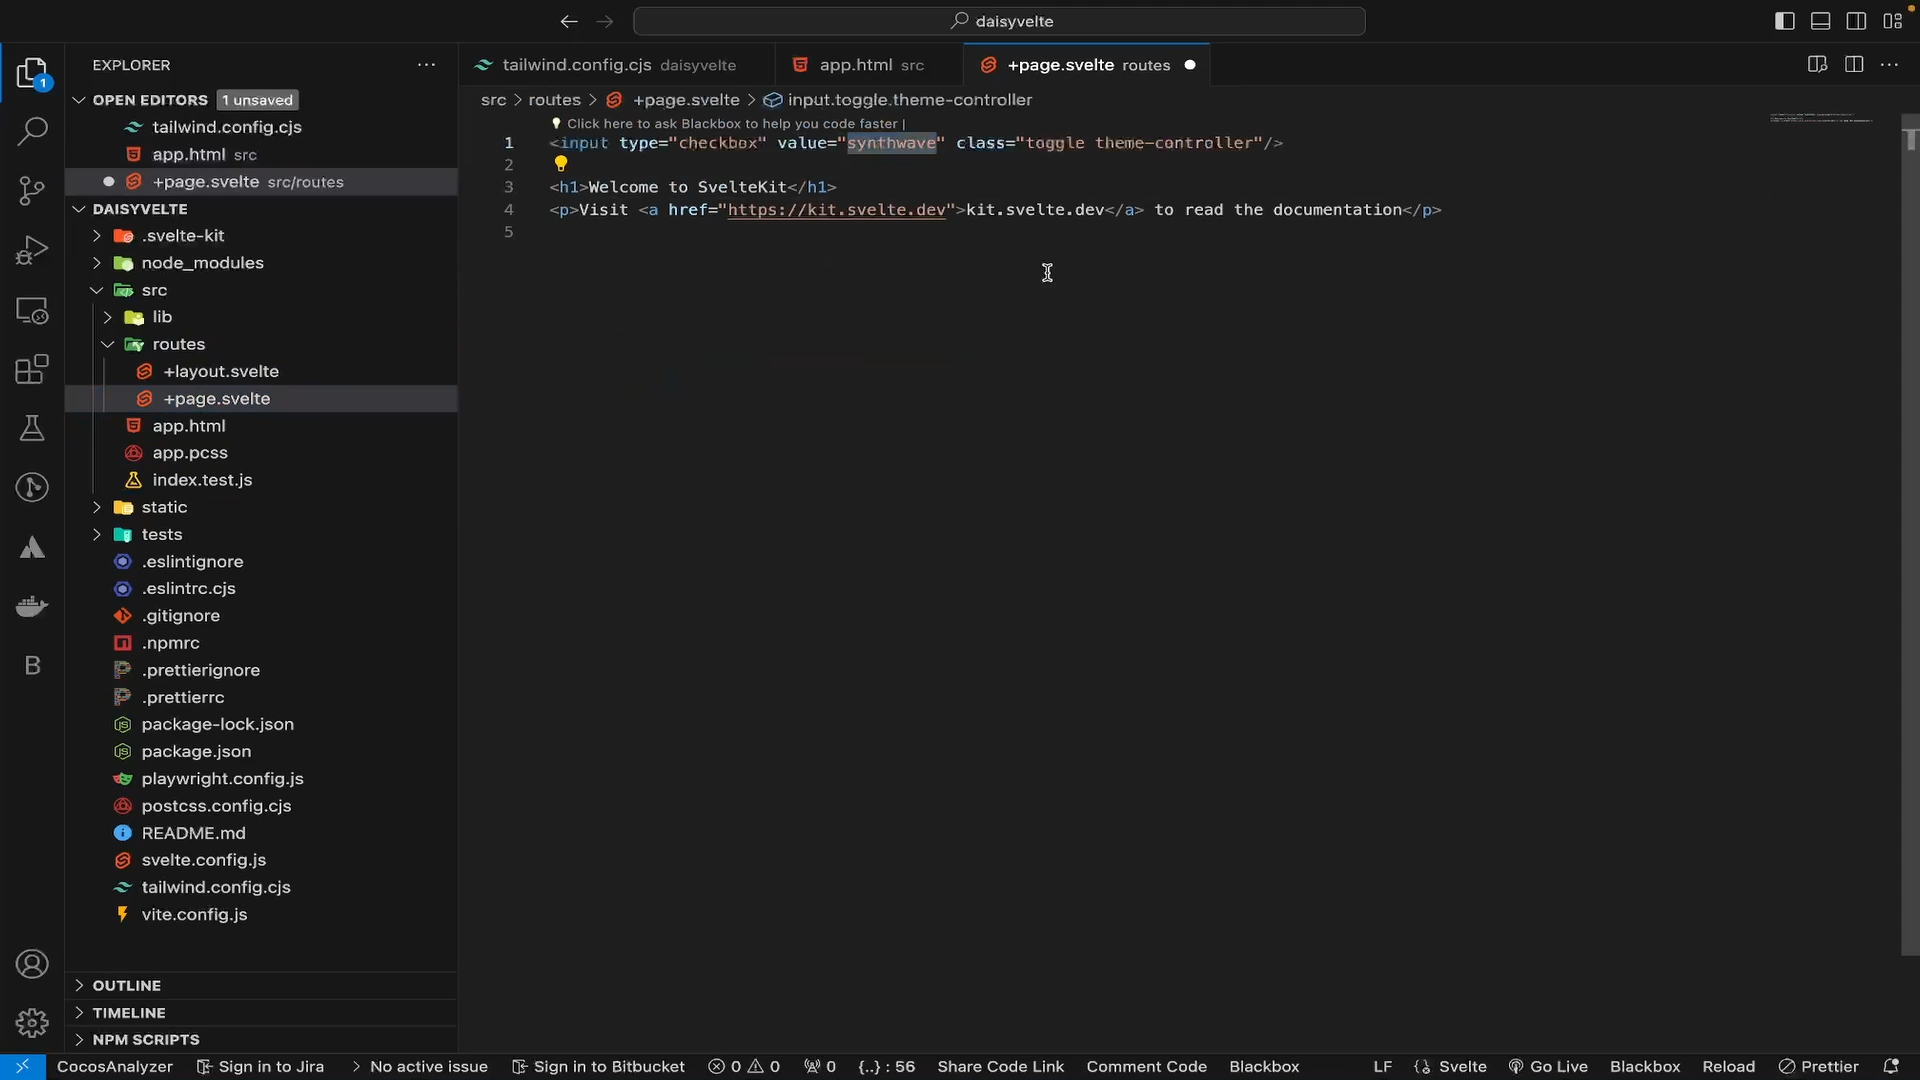 daisyvelte
EXPLORER
OPEN EDITORS 1 unsaved
tailwind.config.cjs
app.html src
+page.svelte src/routes
DAISYVELTE
.svelte-kit
node_modules
src
lib
routes
+layout.svelte
+page.svelte
app.html
app.pcss
index.test.js
static
tests
.eslintignore
.eslintrc.cjs
.gitignore
.npmrc
.prettierignore
.prettierrc
package-lock.json
package.json
playwright.config.js
postcss.config.cjs
README.md
svelte.config.js
tailwind.config.cjs
vite.config.js
OUTLINE
TIMELINE
NPM SCRIPTS
1
B
tailwind.config.cjs daisyvelte
app.html src
+page.svelte routes
src > routes > +page.svelte > input.toggle.theme-controller
Click here to ask Blackbox to help you code faster |
1 <input type="checkbox" value="synthwave" class="toggle theme-controller"/>
2
3 <h1>Welcome to SvelteKit</h1>
4 <p>Visit <a href="https://kit.svelte.dev">kit.svelte.dev</a> to read the documentation</p>
5
CocosAnalyzer Sign in to Jira > No active issue Sign in to Bitbucket 0 0 0 {..} : 56 Share Code Link Comment Code Blackbox LF Svelte Go Live Blackbox Reload Prettier